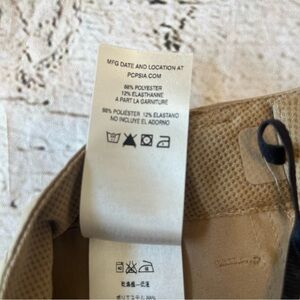 MFG DATE AND LOCATION AT
PCPSIA.COM
88% POLYESTER
12% ELASTHANNE
A PART LA GARNITURE
88% POLIÉSTER 12% ELASTANO
NO INCLUYE EL ADORNO